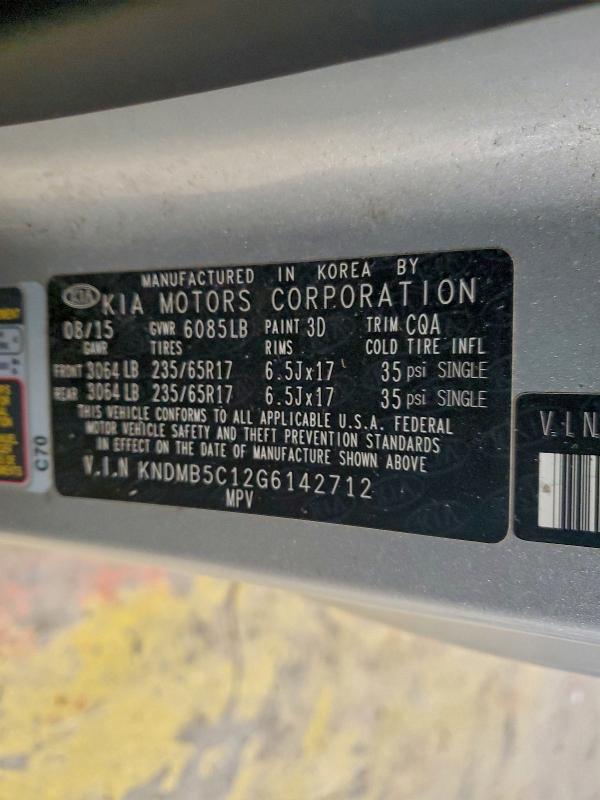 MANUFACTURED IN KOREA BY
KIA KIA MOTORS CORPORATION
08/15 GVWR 6085LB PAINT 3D TRIM CQA
GAWR TIRES RIMS COLD TIRE INFL
FRONT 3064 LB 235/65R17 6.5Jx17 35 psi SINGLE
REAR 3064 LB 235/65R17 6.5Jx17 35 psi SINGLE
THIS VEHICLE CONFORMS TO ALL APPLICABLE U.S.A. FEDERAL
MOTOR VEHICLE SAFETY AND THEFT PREVENTION STANDARDS
IN EFFECT ON THE DATE OF MANUFACTURE SHOWN ABOVE
V.I.N KNDMB5C12G6142712
MPV
C70
V.I.N